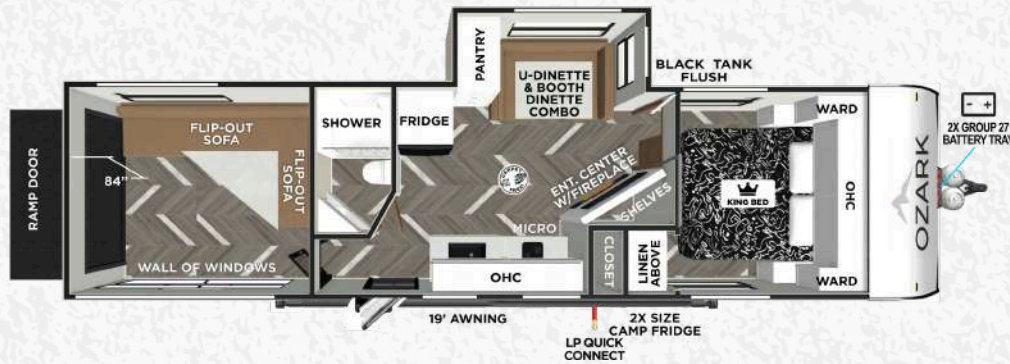 RAMP DOOR
84"
FLIP-OUT
SOFA
FLIP-OUT
SOFA
WALL OF WINDOWS
SHOWER
FRIDGE
PANTRY
U-DINETTE
& BOOTH
DINETTE
COMBO
BLACK TANK
FLUSH
ENT. CENTER
W/FIREPLACE
SHELVES
MICRO
OHC
CLOSET
LINEN
ABOVE
WARD
KING BED
OHC
WARD
OZARK
- +
2X GROUP 27
BATTERY TRAY
19' AWNING
LP QUICK
CONNECT
2X SIZE
CAMP FRIDGE